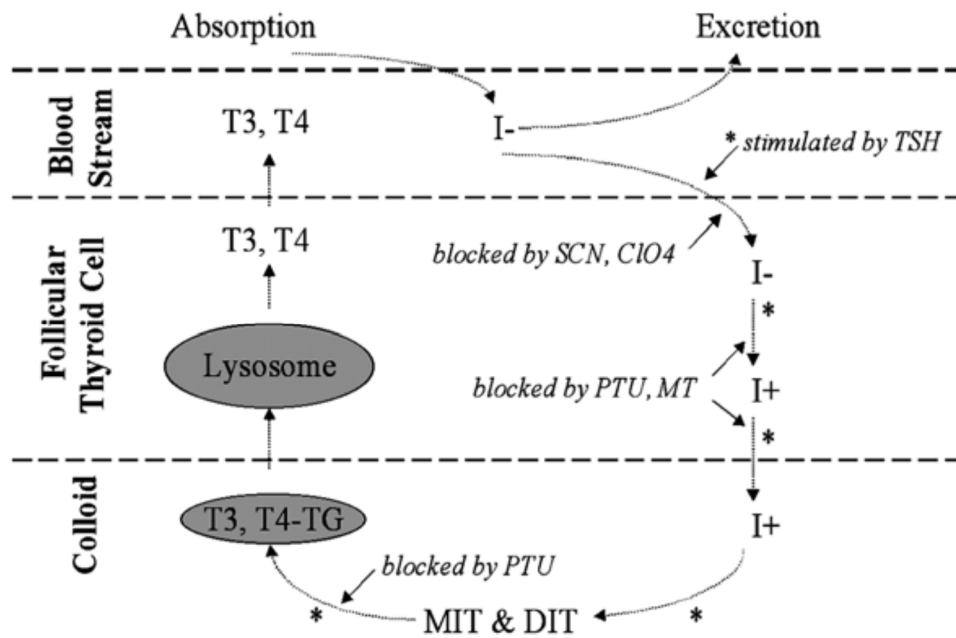 Absorption
Excretion
Blood
Stream
T3, T4
I-
* stimulated by TSH
Follicular
Thyroid Cell
T3, T4
blocked by SCN, ClO4
I-
*
Lysosome
blocked by PTU, MT
I+
*
Colloid
T3, T4-TG
I+
blocked by PTU
*
MIT & DIT
*